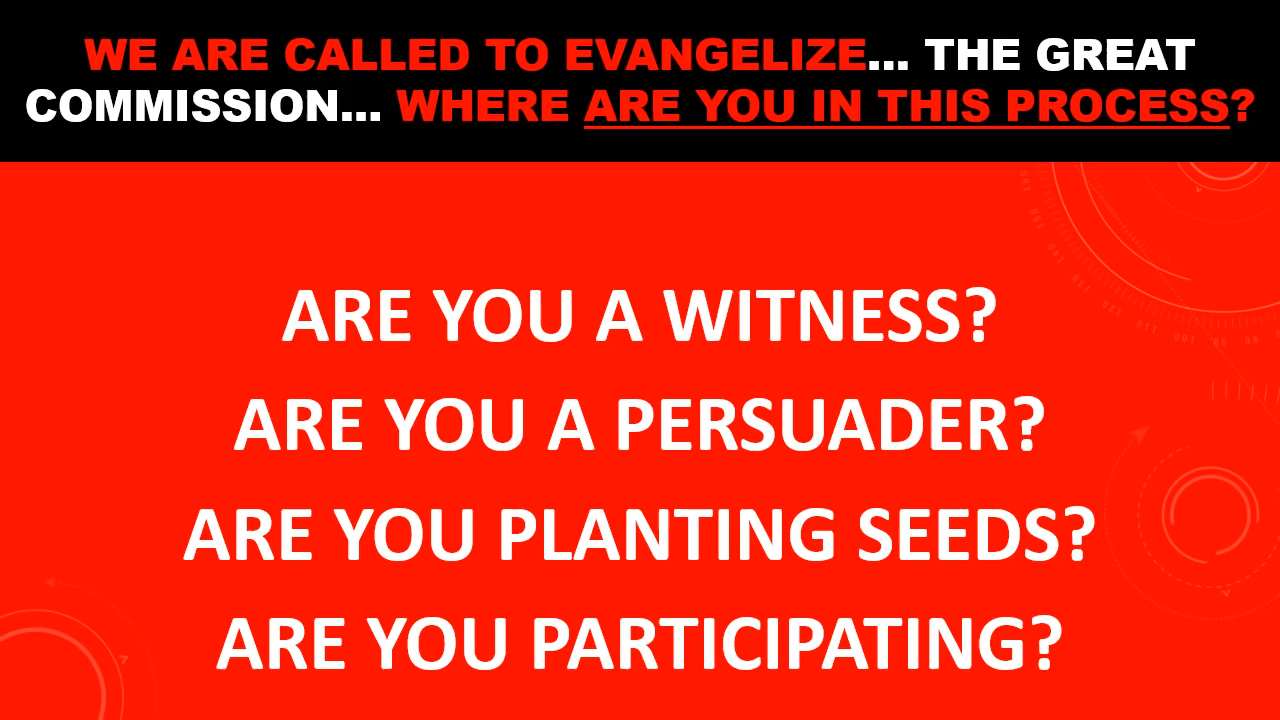 WE ARE CALLED TO EVANGELIZE... THE GREAT
COMMISSION... WHERE ARE YOU IN THIS PROCESS?
ARE YOU A WITNESS?
ARE YOU A PERSUADER?
ARE YOU PLANTING SEEDS?
ARE YOU PARTICIPATING?